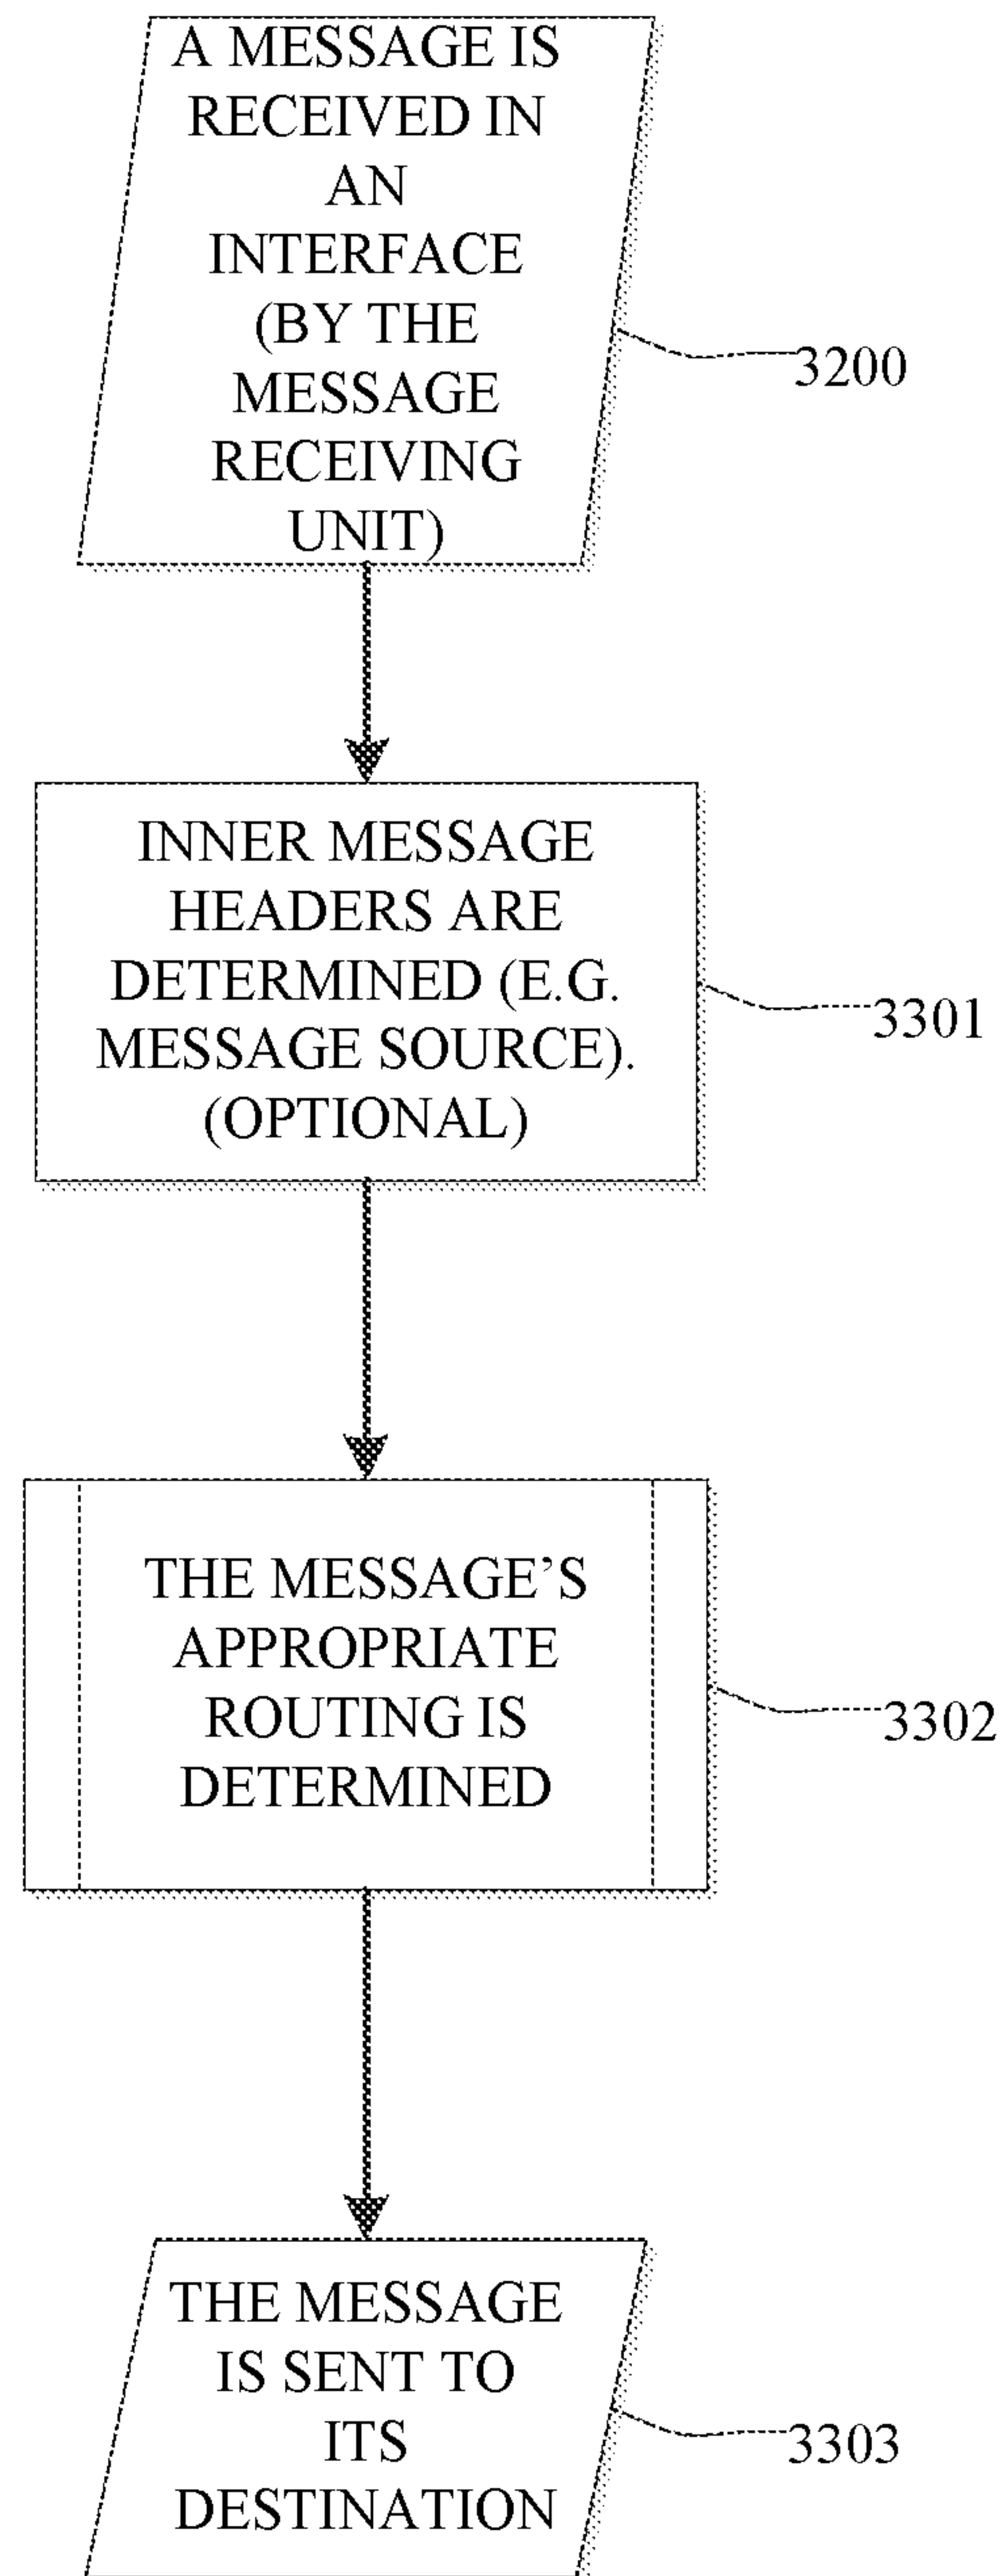 A MESSAGE IS
RECEIVED IN
AN
INTERFACE
(BY THE
MESSAGE
RECEIVING
UNIT)
3200
INNER MESSAGE
HEADERS ARE
DETERMINED (E.G.
MESSAGE SOURCE).
(OPTIONAL)
3301
THE MESSAGE’S
APPROPRIATE
ROUTING IS
DETERMINED
3302
THE MESSAGE
IS SENT TO
ITS
DESTINATION
3303